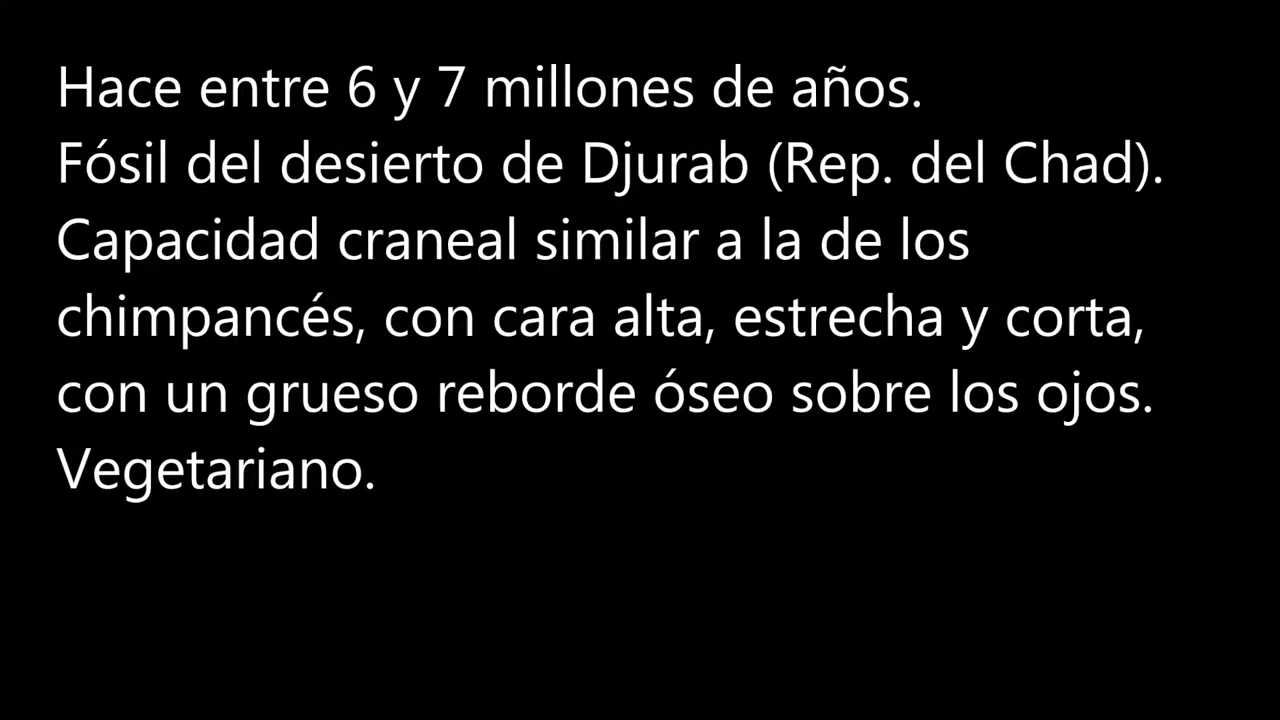 Hace entre 6 y 7 millones de años.
Fósil del desierto de Djurab (Rep. del Chad).
Capacidad craneal similar a la de los
chimpancés, con cara alta, estrecha y corta,
con un grueso reborde óseo sobre los ojos.
Vegetariano.